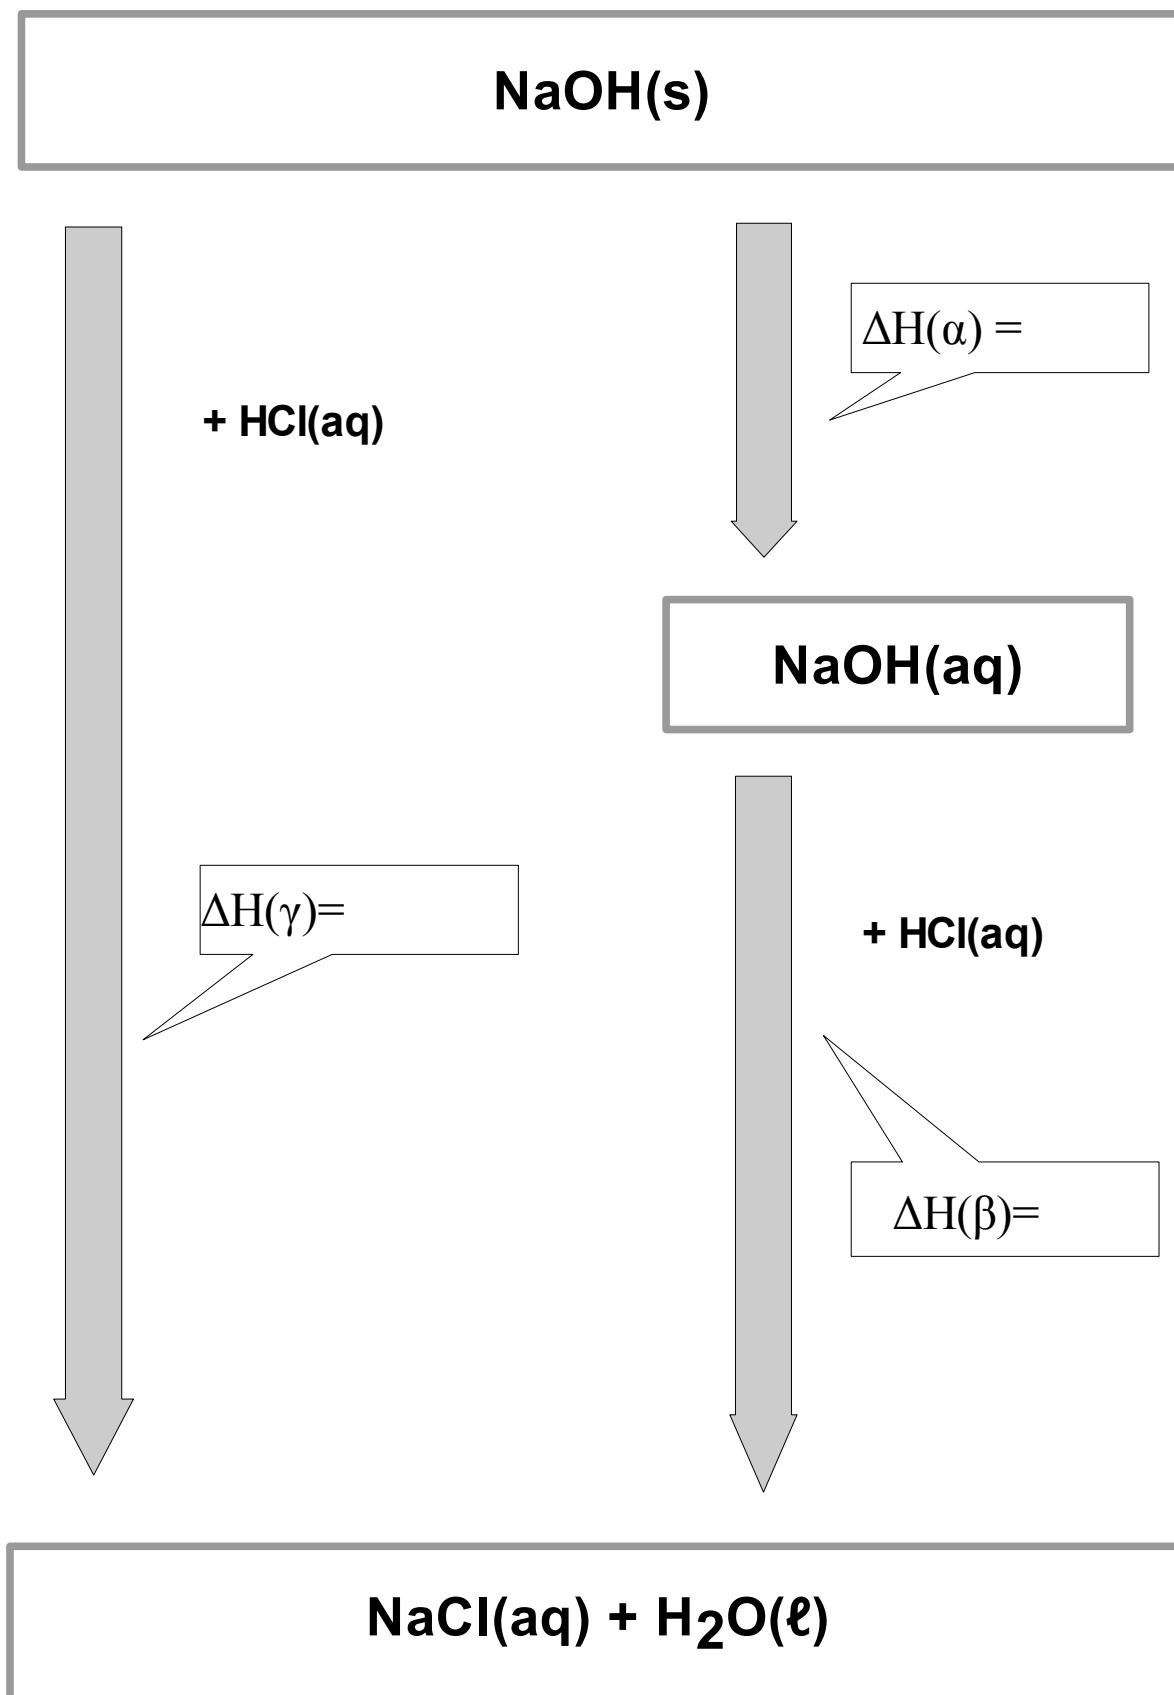 NaOH(s)
ΔH(α) =
+ HCl(aq)
NaOH(aq)
ΔH(γ)=
+ HCl(aq)
ΔH(β)=
NaCl(aq) + H₂O(ℓ)